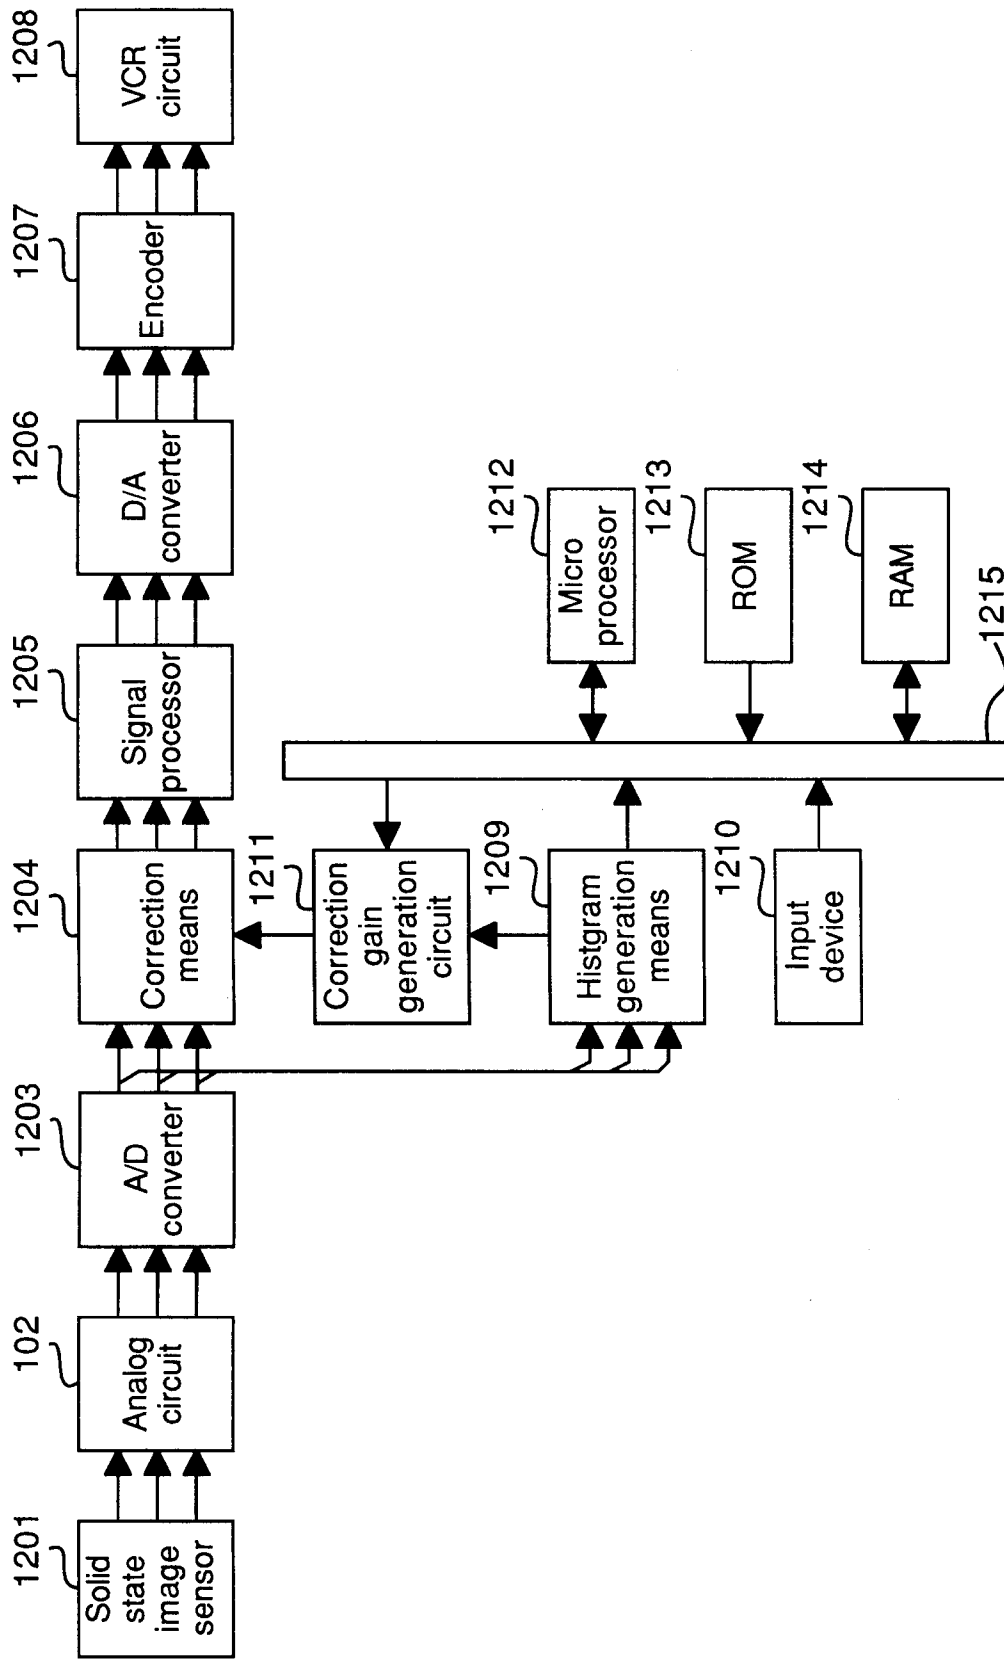 1201
Solid
state
image
sensor
102
Analog
circuit
1203
A/D
converter
1204
Correction
means
1205
Signal
processor
1206
D/A
converter
1207
Encoder
1208
VCR
circuit
1211
Correction
gain
generation
circuit
1209
Histgram
generation
means
1210
Input
device
1212
Micro
processor
1213
ROM
1214
RAM
1215